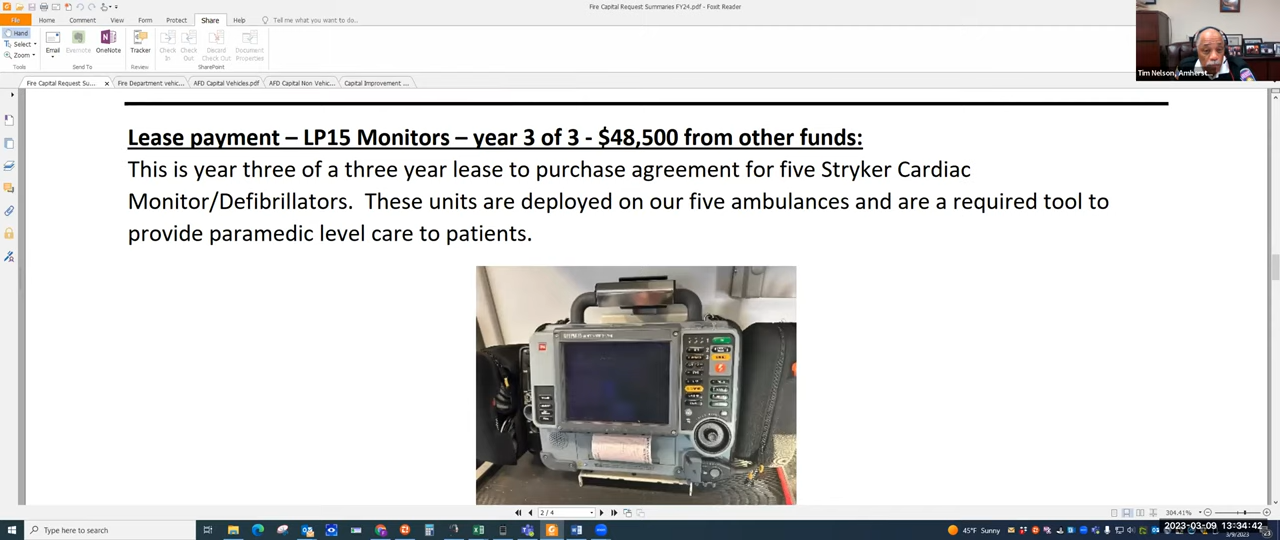 Fire Capital Request Summaries FY24.pdf - Foxit Reader
File Home Comment View Form Protect Share Help Tell me what you want to do..
Hand
Select
Zoom
Tools
Email Evernote OneNote
Send To
Tracker
Review
Check In
Check Out
Discard Check Out
Document Properties
SharePoint
Tim Nelson, Amherst...
Fire Capital Request Su... Fire Department vehic... AFD Capital Vehicles.pdf AFD Capital Non Vehic... Capital Improvement ...
Lease payment – LP15 Monitors – year 3 of 3 - $48,500 from other funds:
This is year three of a three year lease to purchase agreement for five Stryker Cardiac
Monitor/Defibrillators. These units are deployed on our five ambulances and are a required tool to
provide paramedic level care to patients.
2 / 4
304.41%
Type here to search
45°F Sunny
2023-03-09 13:34:42
3/9/2023